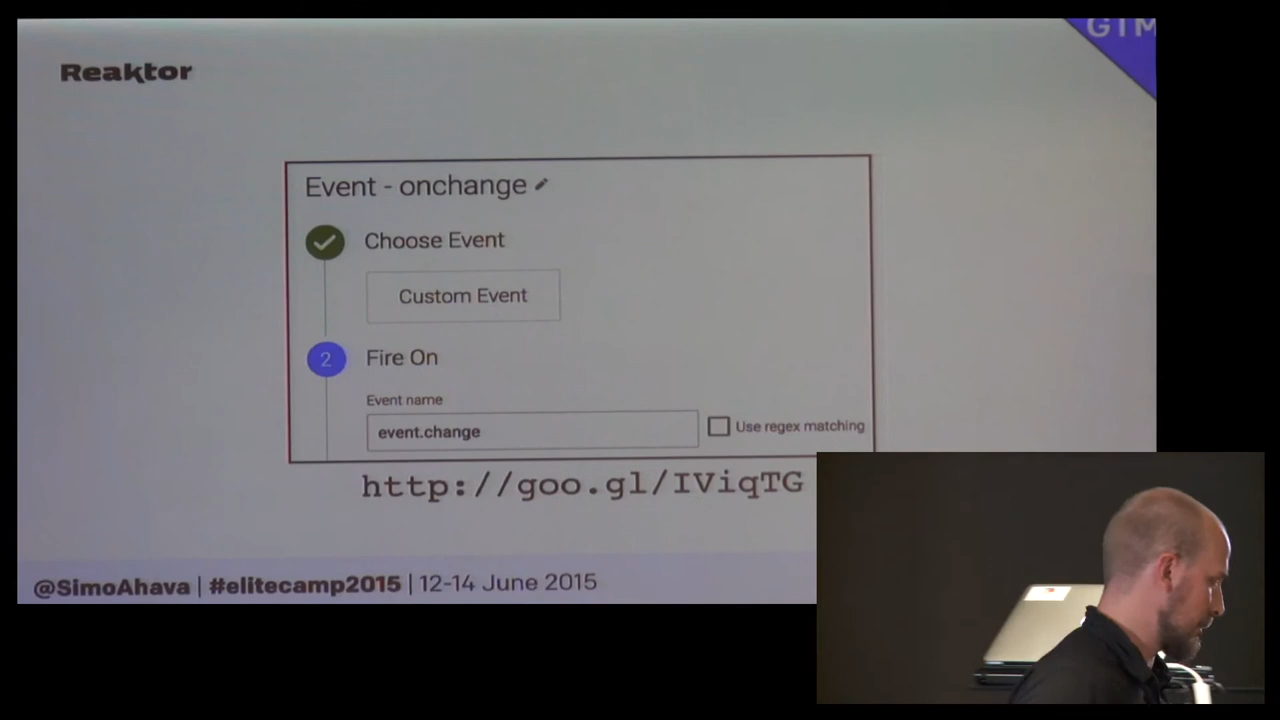 GTM
Reaktor
Event - onchange
Choose Event
Custom Event
2
Fire On
Event name
event.change
Use regex matching
http://goo.gl/IViqTG
@SimoAhava | #elitecamp2015 | 12-14 June 2015